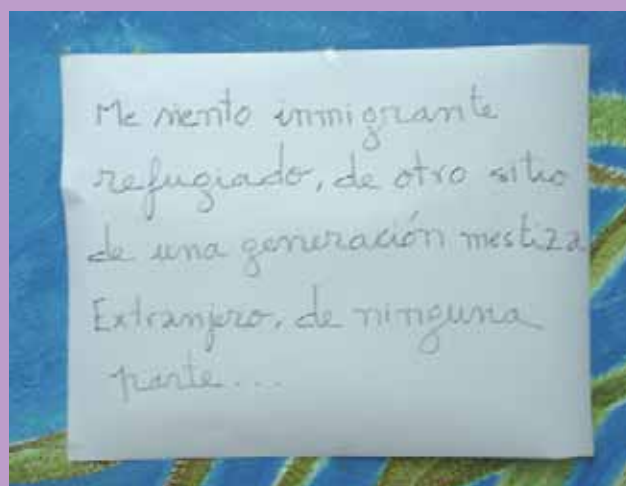 Me siento inmigrante
refugiado, de otro sitio
de una generación mestiza
Extranjero, de ninguna
parte...